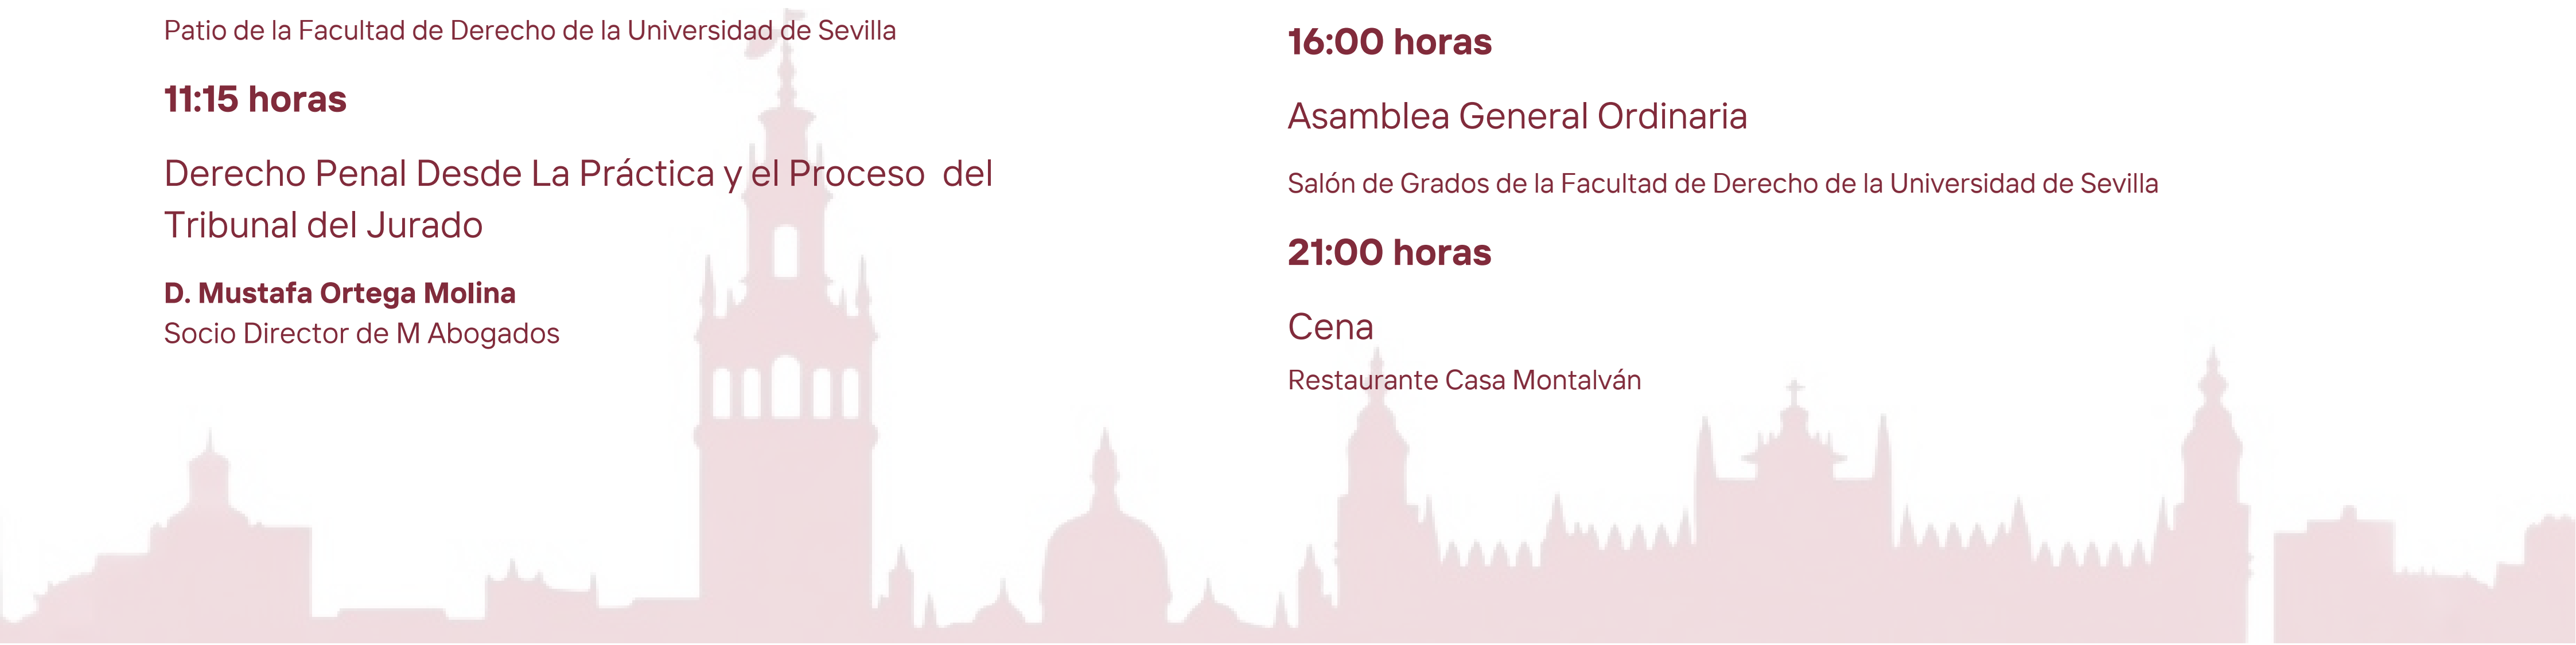 Patio de la Facultad de Derecho de la Universidad de Sevilla
11:15 horas
Derecho Penal Desde La Práctica y el Proceso  del
Tribunal del Jurado
D. Mustafa Ortega Molina
Socio Director de M Abogados
16:00 horas
Asamblea General Ordinaria
Salón de Grados de la Facultad de Derecho de la Universidad de Sevilla
21:00 horas
Cena
Restaurante Casa Montalván